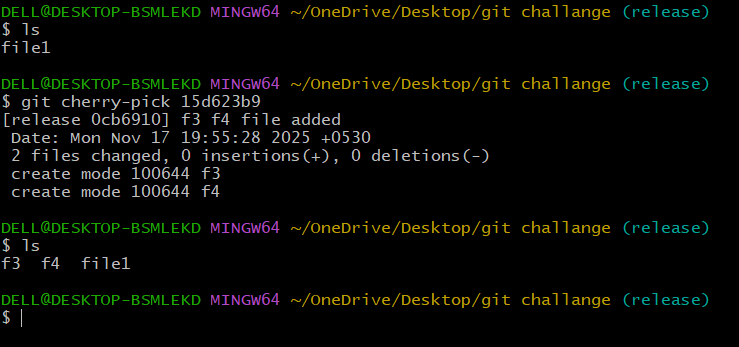 DELL@DESKTOP-BSMLEKD MINGW64 ~/OneDrive/Desktop/git challange (release)
$ ls
file1
DELL@DESKTOP-BSMLEKD MINGW64 ~/OneDrive/Desktop/git challange (release)
$ git cherry-pick 15d623b9
[release 0cb6910] f3 f4 file added
 Date: Mon Nov 17 19:55:28 2025 +0530
 2 files changed, 0 insertions(+), 0 deletions(-)
 create mode 100644 f3
 create mode 100644 f4
DELL@DESKTOP-BSMLEKD MINGW64 ~/OneDrive/Desktop/git challange (release)
$ ls
f3  f4  file1
DELL@DESKTOP-BSMLEKD MINGW64 ~/OneDrive/Desktop/git challange (release)
$